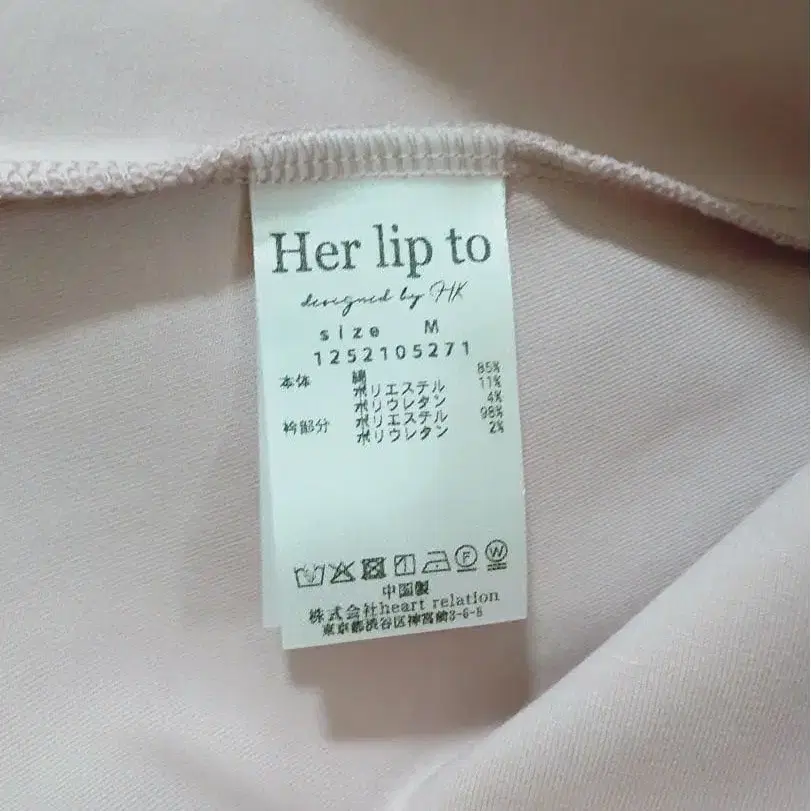 Her lip to
designed by HK
size M
1252105271
本体 綿 85%
ポリエステル 11%
ポリウレタン 4%
衿部分 ポリエステル 98%
ポリウレタン 2%
F W
中国製
株式会社heart relation
東京都渋谷区神宮前3-6-8